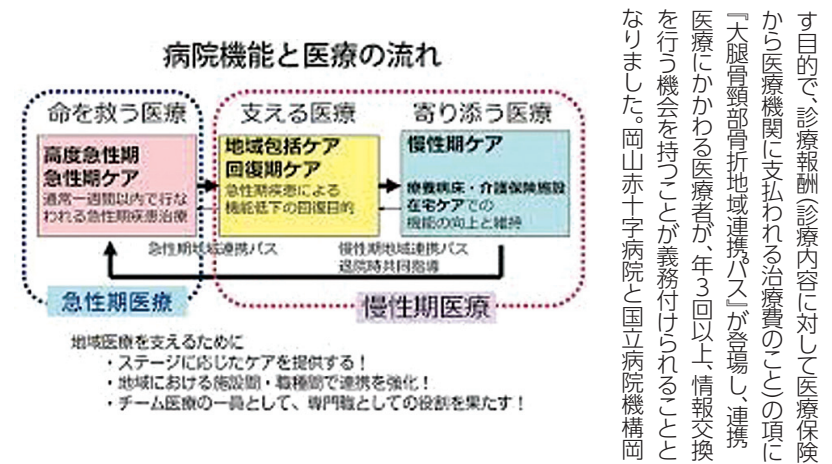 す目的で、診療報酬(診療内容に対して医療保険
から医療機関に支払われる治療費のこと)の項に
『大腿骨頸部骨折地域連携パス』が登場し、連携
医療にかかわる医療者が、年3回以上、情報交換
を行う機会を持つことが義務付けられることと
なりました。岡山赤十字病院と国立病院機構岡
病院機能と医療の流れ
命を救う医療
高度急性期
急性期ケア
通常一週間以内で行な
われる急性期疾患治療
支える医療
地域包括ケア
回復期ケア
急性期疾患による
機能低下の回復目的
寄り添う医療
慢性期ケア
療養病床・介護保険施設
在宅ケアでの
機能の向上と維持
急性期地域連携パス
慢性期地域連携パス
退院時共同指導
急性期医療
慢性期医療
地域医療を支えるために
・ステージに応じたケアを提供する!
・地域における施設間・職種間で連携を強化!
・チーム医療の一員として、専門職としての役割を果たす!